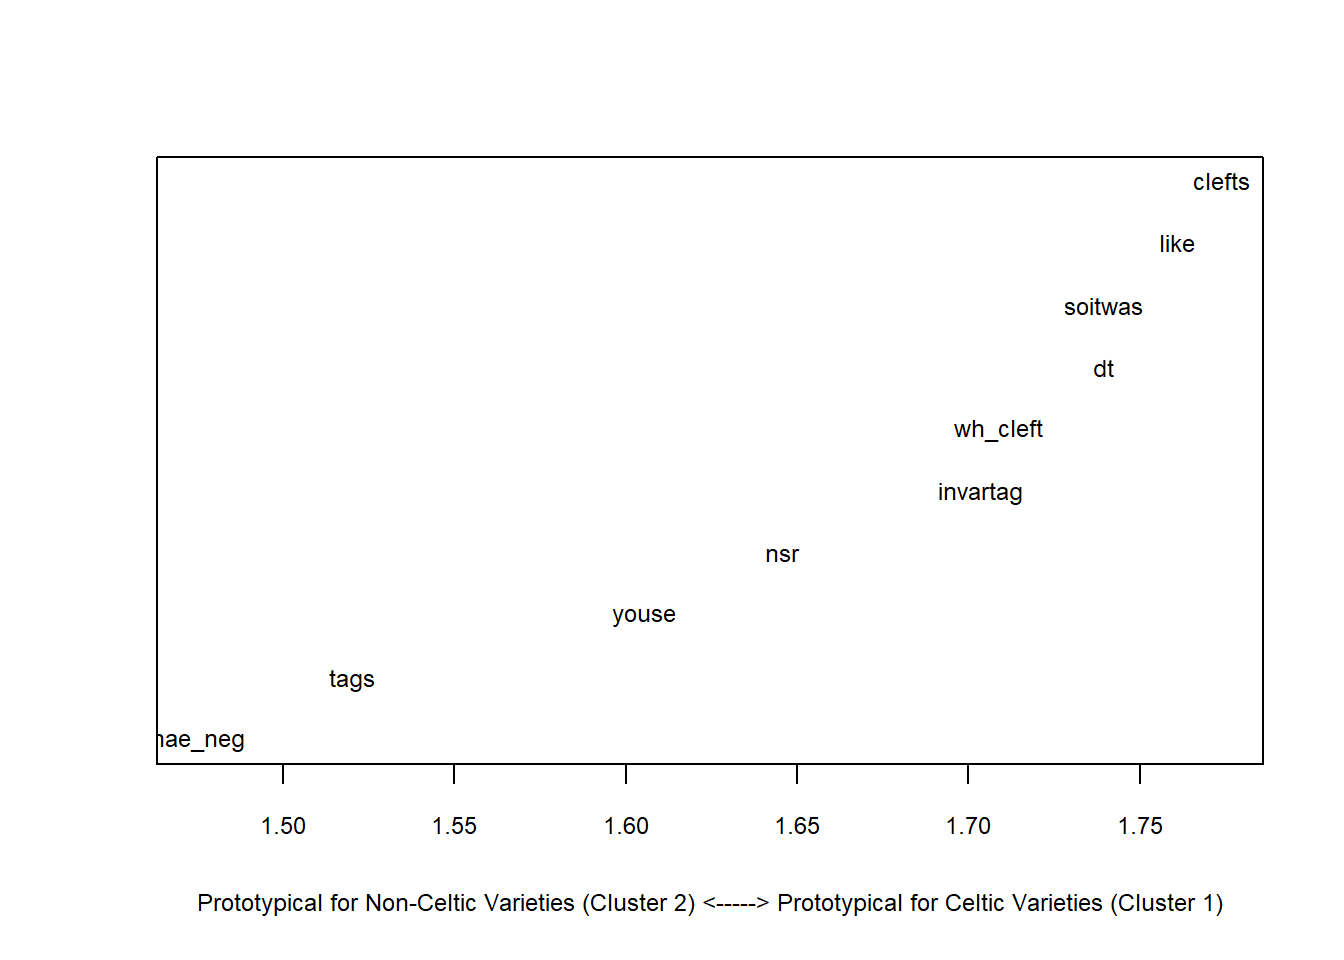 clefts
like
soitwas
dt
wh_cleft
invartag
nsr
youse
tags
nae_neg
1.50 1.55 1.60 1.65 1.70 1.75
Prototypical for Non-Celtic Varieties (Cluster 2) <-----> Prototypical for Celtic Varieties (Cluster 1)